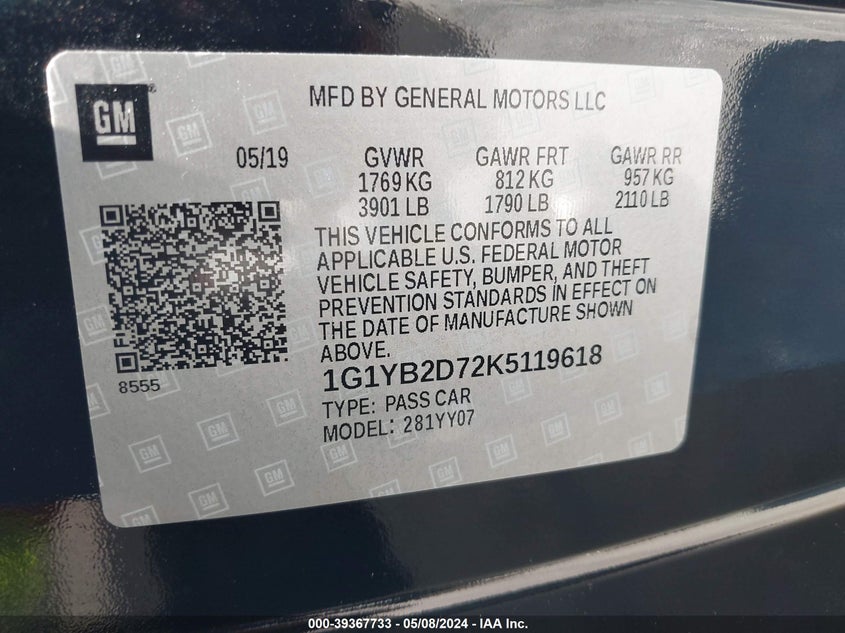 GM
MFD BY GENERAL MOTORS LLC
05/19 GVWR GAWR FRT GAWR RR
1769 KG 812 KG 957 KG
3901 LB 1790 LB 2110 LB
THIS VEHICLE CONFORMS TO ALL
APPLICABLE U.S. FEDERAL MOTOR
VEHICLE SAFETY, BUMPER, AND THEFT
PREVENTION STANDARDS IN EFFECT ON
THE DATE OF MANUFACTURE SHOWN
ABOVE.
8555
1G1YB2D72K5119618
TYPE: PASS CAR
MODEL: 281YY07
000-39367733 - 05/08/2024 - IAA Inc.